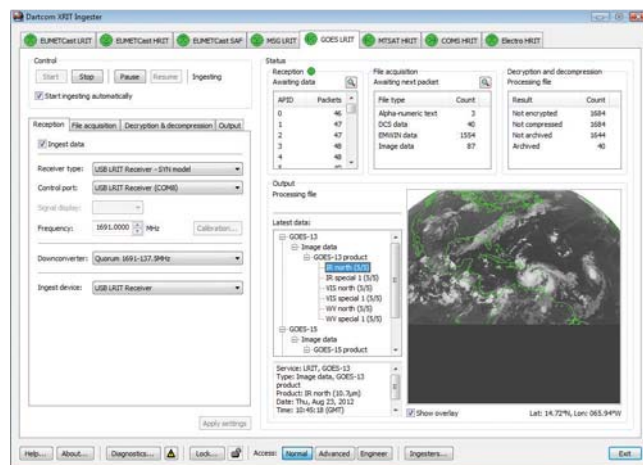 Dartcom XRIT Ingester
EUMETCast LRIT
EUMETCast HRIT
EUMETCast SAF
MSG LRIT
GOES LRIT
MTSAT HRIT
COMS HRIT
Electro HRIT
Control
Start
Stop
Pause
Resume
Ingesting
Start ingesting automatically
Reception
File acquisition
Decryption & decompression
Output
Ingest data
Receiver type: USB LRIT Receiver - SYN model
Control port: USB LRIT Receiver (COM8)
Signal display:
Frequency: 1691.0000 MHz Calibration...
Downconverter: Quorum 1691-137.5MHz
Ingest device: USB LRIT Receiver
Apply settings
Status
Reception
Awaiting data
APID Packets
0 46
1 47
2 47
3 48
4 48
File acquisition
Awaiting next packet
File type Count
Alpha-numeric text 3
DCS data 40
EMWIN data 1554
Image data 87
Decryption and decompression
Processing file
Result Count
Not encrypted 1684
Not compressed 1684
Not archived 1644
Archived 40
Output
Processing file
Latest data:
GOES-13
Image data
GOES-13 product
IR north (5/5)
IR special 1 (5/5)
VIS north (5/5)
VIS special 1 (5/5)
WV north (5/5)
WV special 1 (5/5)
GOES-15
Image data
GOES-15 product
Service: LRIT, GOES-13
Type: Image data, GOES-13
product
Product: IR north (10.7μm)
Date: Thu, Aug 23, 2012
Time: 10:45:18 (GMT)
Show overlay
Lat: 14.72°N, Lon: 065.94°W
Help...
About...
Diagnostics...
Lock...
Access:
Normal
Advanced
Engineer
Ingesters...
Exit